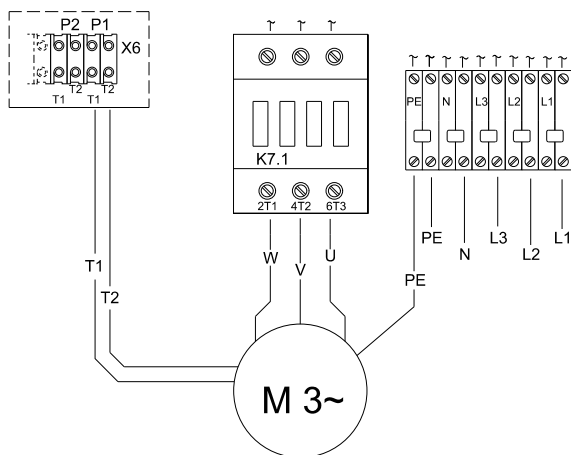 P2 P1
X6
T2 T2
T1 T1
K7.1
2T1 4T2 6T3
PE N L3 L2 L1
PE
N
L3
L2
L1
W
V
U
PE
T1
T2
M 3~